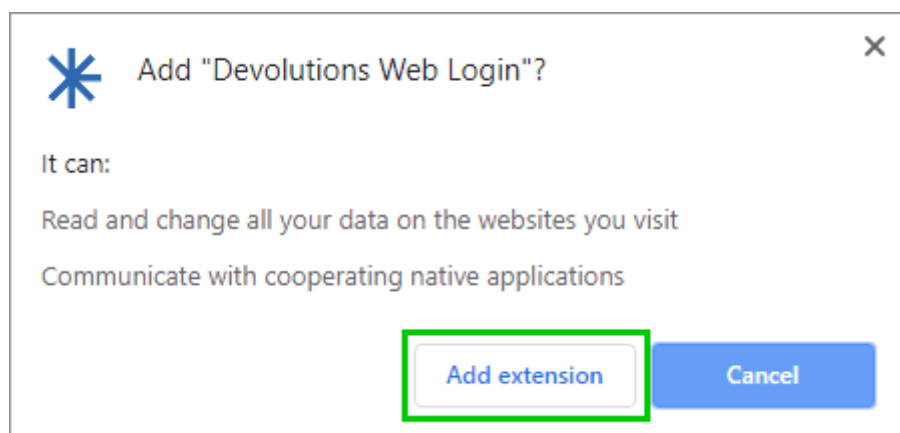 Add "Devolutions Web Login"?
It can:
Read and change all your data on the websites you visit
Communicate with cooperating native applications
Add extension
Cancel